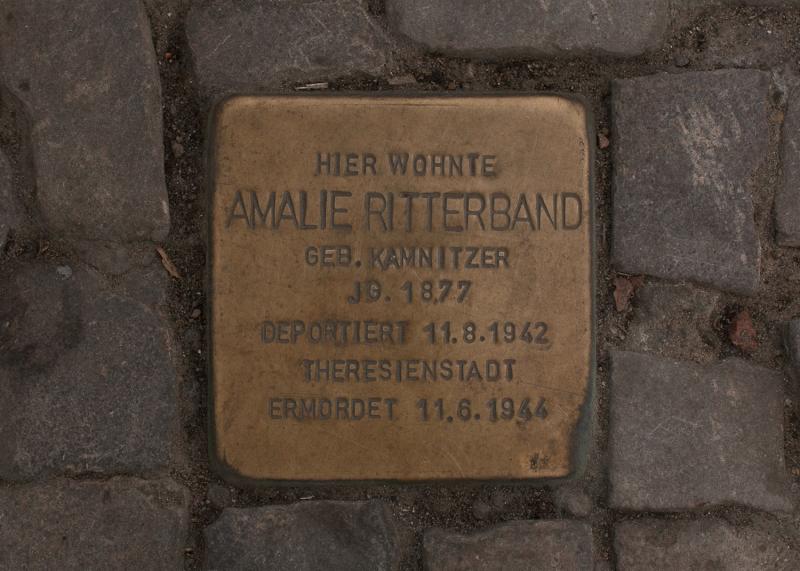 HIER WOHNTE
AMALIE RITTERBAND
GEB. KAMNITZER
JG. 1877
DEPORTIERT 11.8.1942
THERESIENSTADT
ERMORDET 11.6.1944